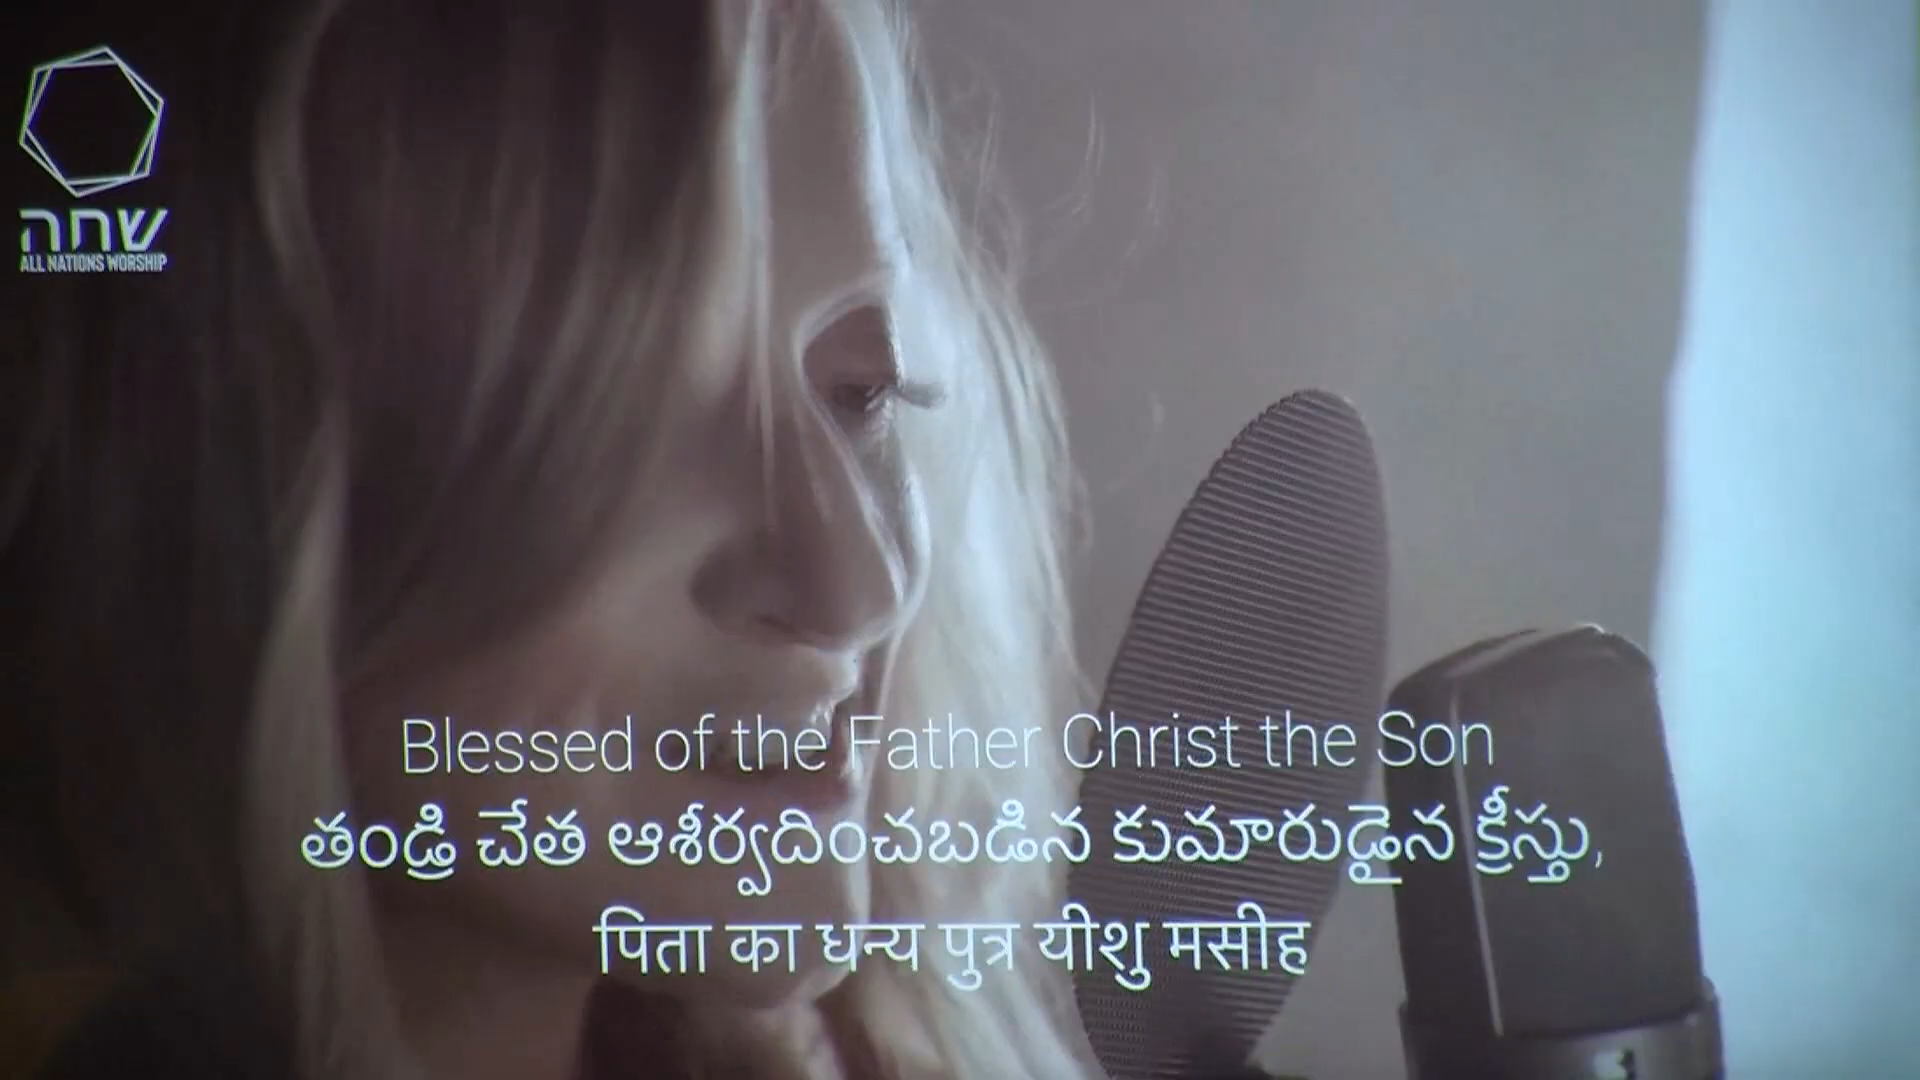 שחה
ALL NATIONS WORSHIP
Blessed of the Father Christ the Son
తండ్రి చేత ఆశీర్వదించబడిన కుమారుడైన క్రీస్తు,
पिता का धन्य पुत्र यीशु मसीह